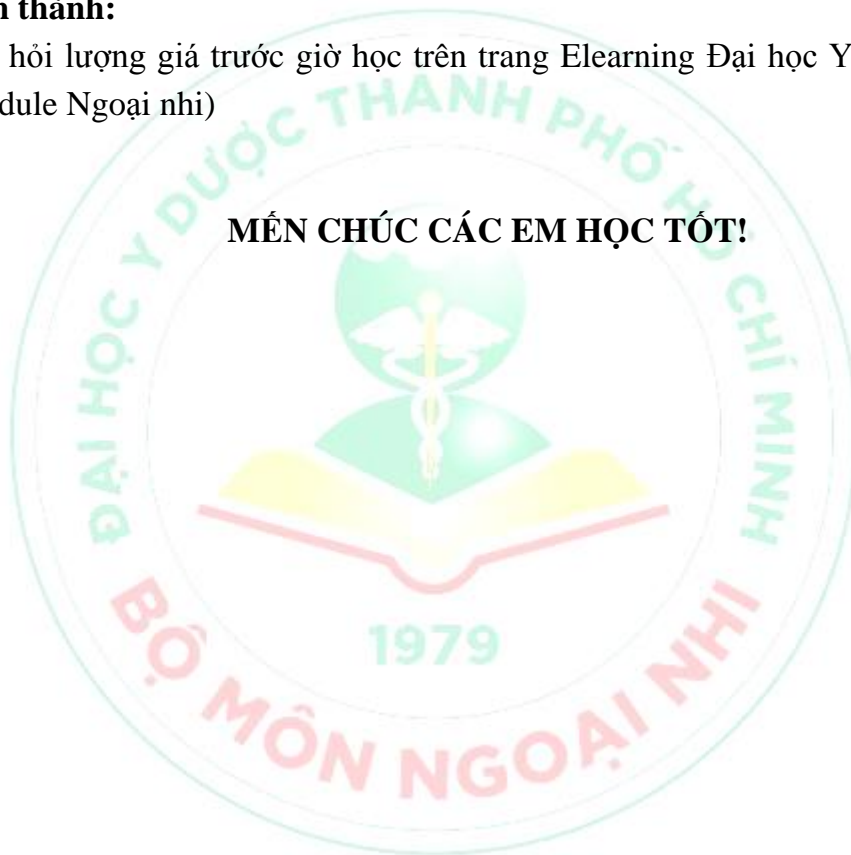 thành:
hỏi lượng giá trước giờ học trên trang Elearning Đại học Y
dule Ngoại nhi)
MẾN CHÚC CÁC EM HỌC TỐT!
ĐẠI HỌC Y DƯỢC THÀNH PHỐ HỒ CHÍ MINH
1979
BỘ MÔN NGOẠI NHI